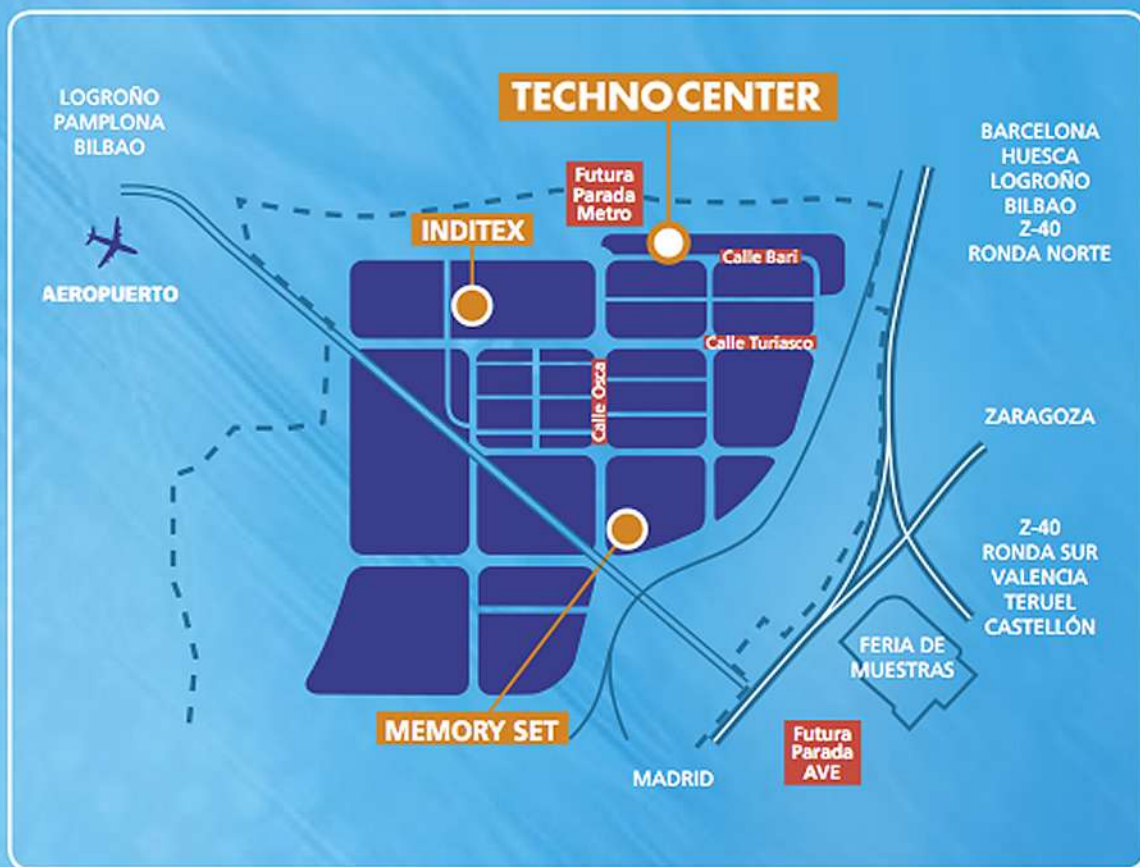 LOGROÑO
PAMPLONA
BILBAO
AEROPUERTO
TECHNOCENTER
Futura
Parada
Metro
INDITEX
Calle Bari
Calle Turiasco
Calle Osca
BARCELONA
HUESCA
LOGROÑO
BILBAO
Z-40
RONDA NORTE
ZARAGOZA
Z-40
RONDA SUR
VALENCIA
TERUEL
CASTELLÓN
FERIA DE
MUESTRAS
MEMORY SET
Futura
Parada
AVE
MADRID